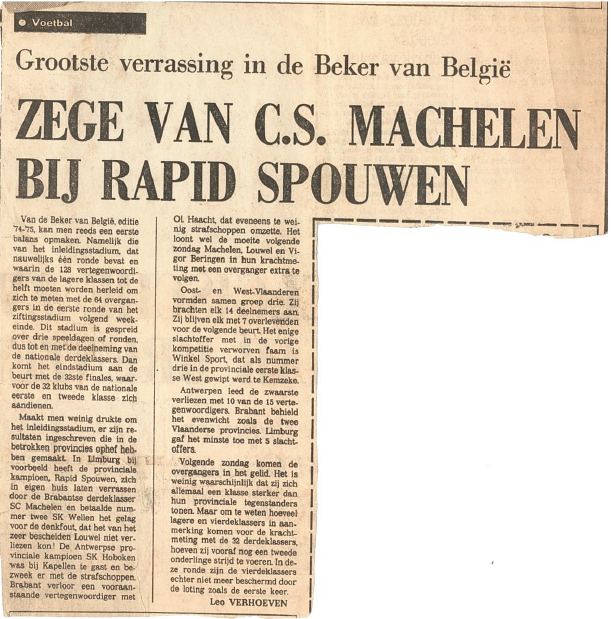 ● Voetbal
Grootste verrassing in de Beker van België
ZEGE VAN C.S. MACHELEN
BIJ RAPID SPOUWEN
Van de Beker van België, editie
'74-'75, kan men reeds een eerste
balans opmaken. Namelijk die
van het inleidingsstadium, dat
nauwelijks één ronde bevat en
waarin de 128 vertegenwoordi-
gers van de lagere klassen tot de
helft moeten worden herleid om
zich te meten met de 64 overgan-
gers in de eerste ronde van het
ziftingsstadium volgend week-
einde. Dit stadium is gespreid
over drie speeldagen of ronden,
dus tot en met de deelneming van
de nationale derdeklassers. Dan
komt het eindstadium aan de
beurt met de 32ste finales, waar-
voor de 32 klubs van de nationale
eerste en tweede klasse zich
aandienen.
Maakt men weinig drukte om
het inleidingsstadium, er zijn re-
sultaten ingeschreven die in de
betrokken provincies ophef heb-
ben gemaakt. In Limburg bij
voorbeeld heeft de provinciale
kampioen, Rapid Spouwen, zich
in eigen huis laten verrassen
door de Brabantse derdeklasser
SC Machelen en betaalde num-
mer twee SK Wellen het gelag
voor de denkfout, dat het van het
zeer bescheiden Louwel niet ver-
liezen kon! De Antwerpse pro-
vinciale kampioen SK Hoboken
was bij Kapellen te gast en be-
zweek er met de strafschoppen.
Brabant verloor een vooraan-
staande vertegenwoordiger met
Ol. Haacht, dat eveneens te wei-
nig strafschoppen omzette. Het
loont wel de moeite volgende
zondag Machelen, Louwel en Vi-
gor Beringen in hun krachtme-
ting met een overganger extra te
volgen.
Oost- en West-Vlaanderen
vormden samen groep drie. Zij
brachten elk 14 deelnemers aan.
Zij blijven elk met 7 overlevenden
voor de volgende beurt. Het enige
slachtoffer met in de vorige
kompetitie verworven faam is
Winkel Sport, dat als nummer
drie in de provinciale eerste klas-
se West gewipt werd te Kemzeke.
Antwerpen leed de zwaarste
verliezen met 10 van de 15 verte-
genwoordigers. Brabant behield
het evenwicht zoals de twee
Vlaanderse provincies. Limburg
gaf het minste toe met 5 slacht-
offers.
Volgende zondag komen de
overgangers in het gelid. Het is
weinig waarschijnlijk dat zij zich
allemaal een klasse sterker dan
hun provinciale tegenstanders
tonen. Maar om te weten hoeveel
lagere en vierdeklassers in aan-
merking komen voor de kracht-
meting met de 32 derdeklassers,
hoeven zij vooraf nog een tweede
onderlinge strijd te voeren. In de-
ze ronde zijn de vierdeklassers
echter niet meer beschermd door
de loting zoals de eerste keer.
Leo VERHOEVEN